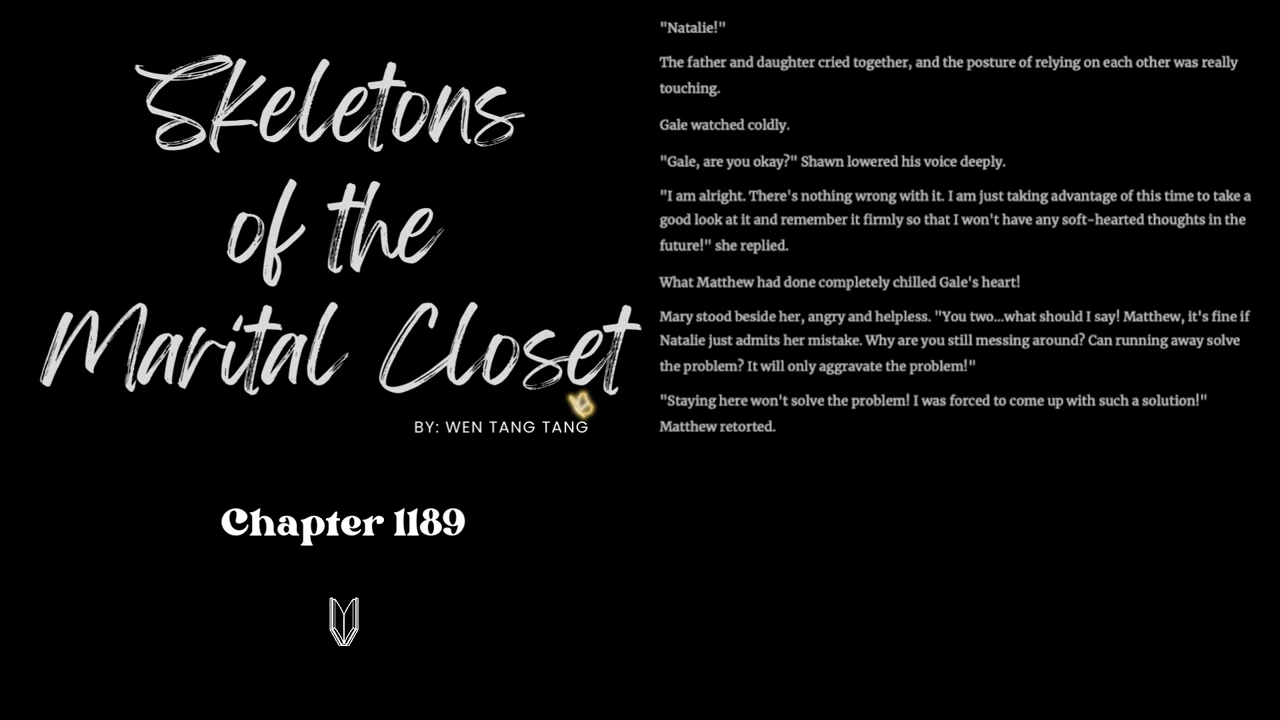 Skeletons
of the
Marital Closet
BY: WEN TANG TANG
Chapter 1189
"Natalie!"
The father and daughter cried together, and the posture of relying on each other was really
touching.
Gale watched coldly.
"Gale, are you okay?" Shawn lowered his voice deeply.
"I am alright. There's nothing wrong with it. I am just taking advantage of this time to take a
good look at it and remember it firmly so that I won't have any soft-hearted thoughts in the
future!" she replied.
What Matthew had done completely chilled Gale's heart!
Mary stood beside her, angry and helpless. "You two...what should I say! Matthew, it's fine if
Natalie just admits her mistake. Why are you still messing around? Can running away solve
the problem? It will only aggravate the problem!"
"Staying here won't solve the problem! I was forced to come up with such a solution!"
Matthew retorted.